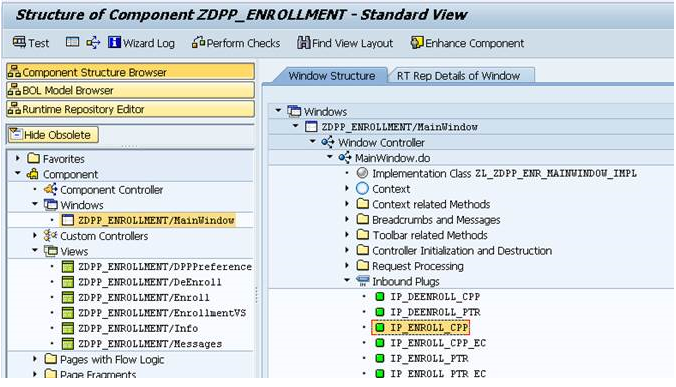 Structure of Component ZDPP_ENROLLMENT - Standard View
Test Wizard Log Perform Checks Find View Layout Enhance Component
Component Structure Browser
BOL Model Browser
Runtime Repository Editor
Hide Obsolete
Favorites
Component
Component Controller
Windows
ZDPP_ENROLLMENT/MainWindow
Custom Controllers
Views
ZDPP_ENROLLMENT/DPPPreference
ZDPP_ENROLLMENT/DeEnroll
ZDPP_ENROLLMENT/Enroll
ZDPP_ENROLLMENT/EnrollmentVS
ZDPP_ENROLLMENT/Info
ZDPP_ENROLLMENT/Messages
Pages with Flow Logic
Page Fragments
Window Structure RT Rep Details of Window
Windows
ZDPP_ENROLLMENT/MainWindow
Window Controller
MainWindow.do
Implementation Class ZL_ZDPP_ENR_MAINWINDOW_IMPL
Context
Context related Methods
Breadcrumbs and Messages
Toolbar related Methods
Controller Initialization and Destruction
Request Processing
Inbound Plugs
IP_DEENROLL_CPP
IP_DEENROLL_PTR
IP_ENROLL_CPP
IP_ENROLL_CPP_EC
IP_ENROLL_PTR
IP_ENROLL_PTR_EC